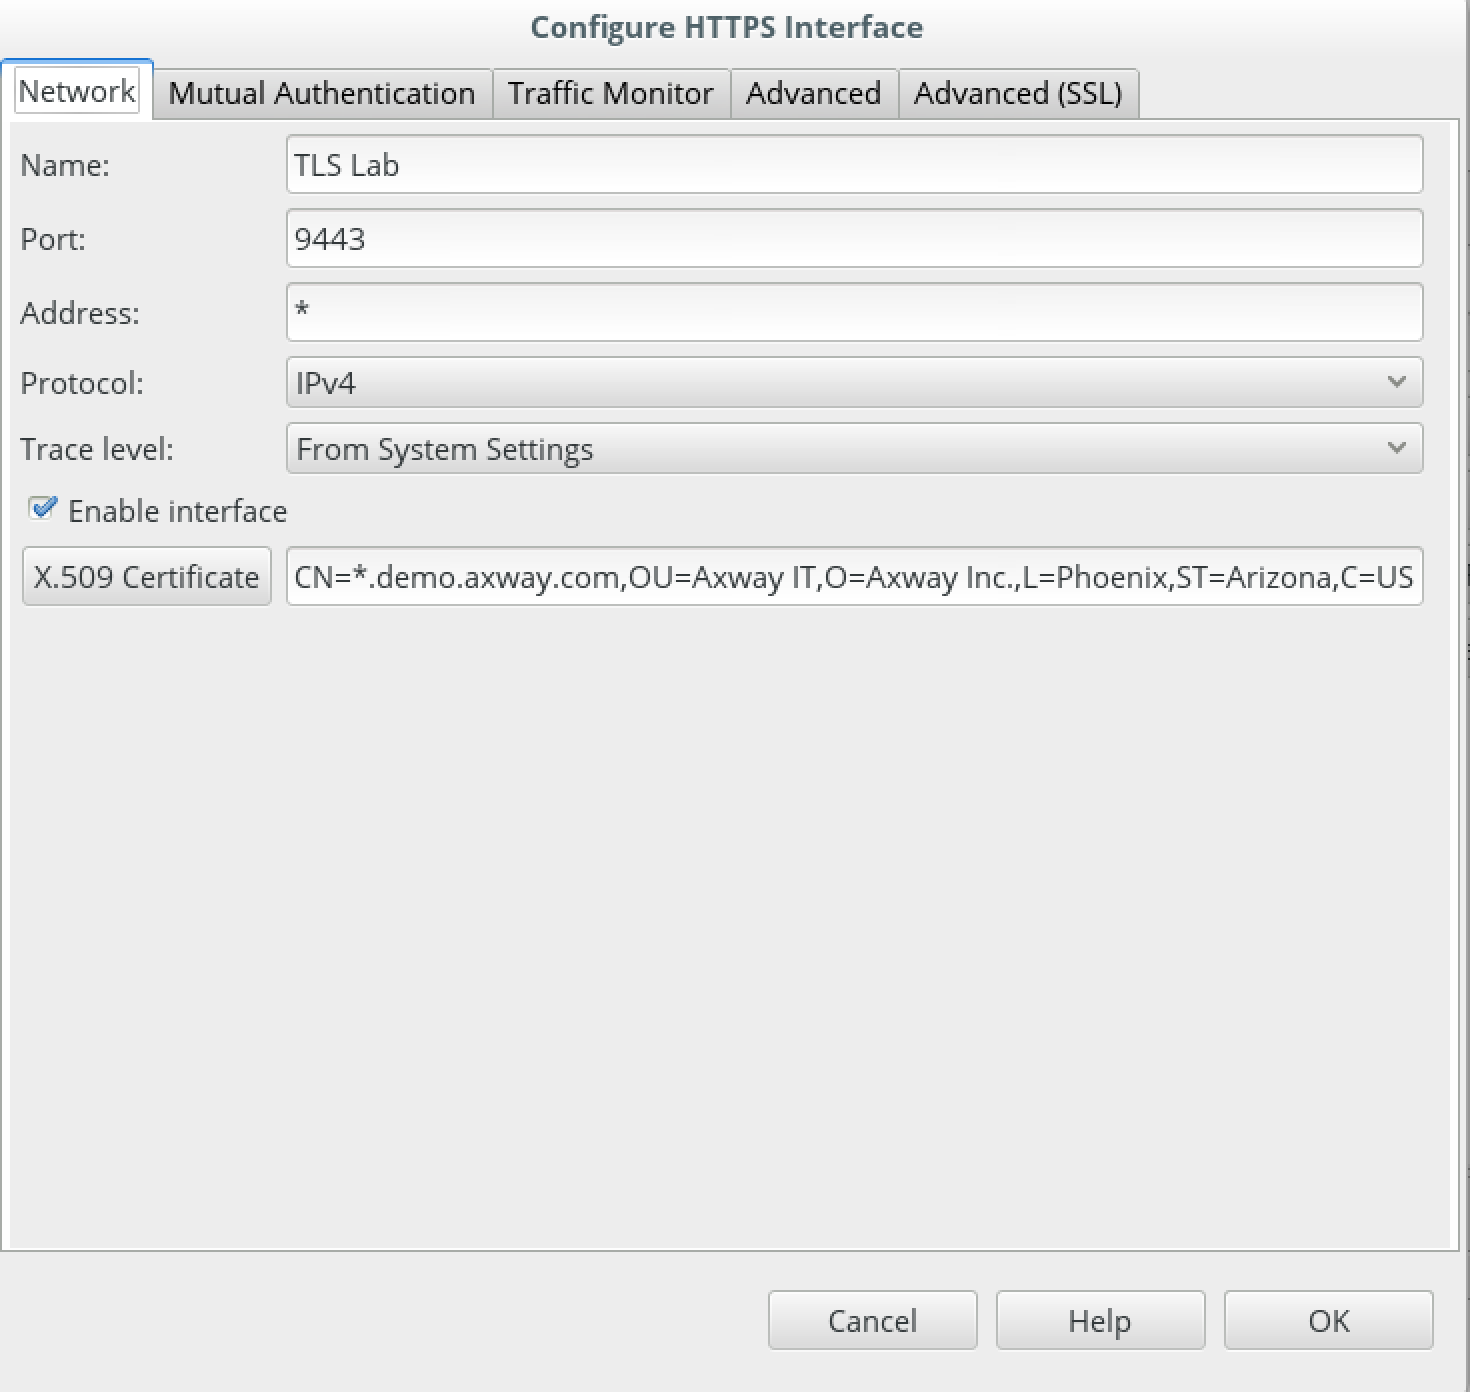 Configure HTTPS Interface
Network Mutual Authentication Traffic Monitor Advanced Advanced (SSL)
Name: TLS Lab
Port: 9443
Address: *
Protocol: IPv4
Trace level: From System Settings
Enable interface
X.509 Certificate CN=*.demo.axway.com,OU=Axway IT,O=Axway Inc.,L=Phoenix,ST=Arizona,C=US
Cancel Help OK